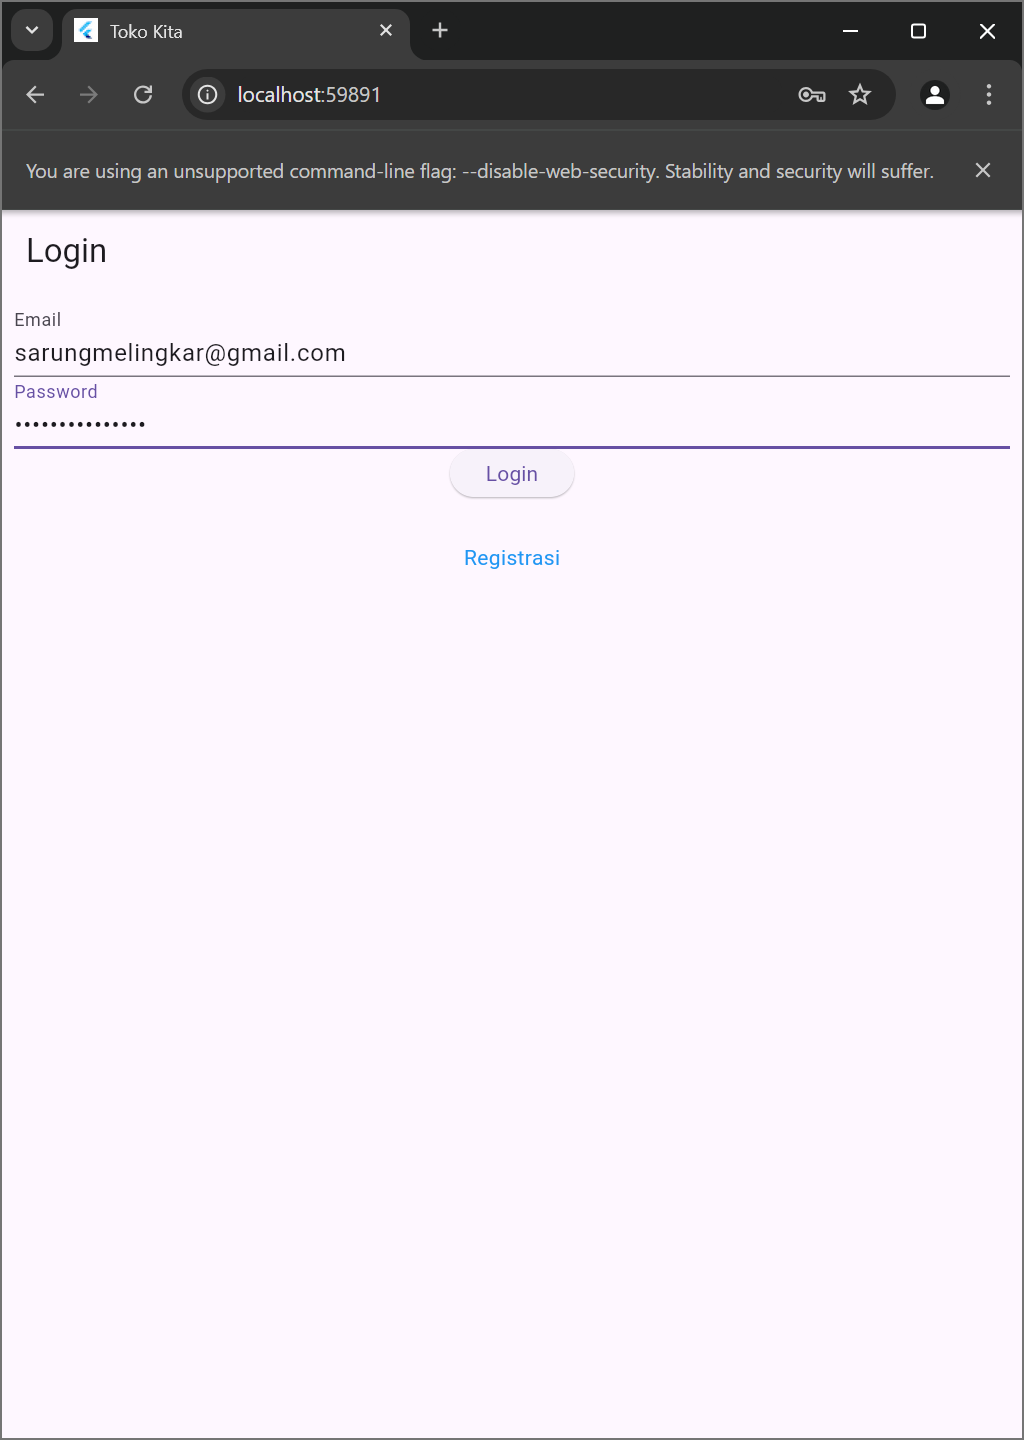 Toko Kita
localhost:59891
You are using an unsupported command-line flag: --disable-web-security. Stability and security will suffer.
Login
Email
sarungmelingkar@gmail.com
Password
•••••••••••••••
Login
Registrasi